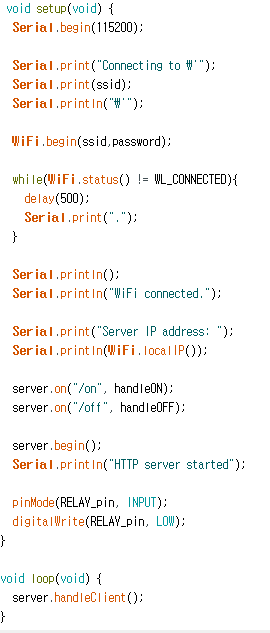 void setup(void) {
Serial.begin(115200);
Serial.print("Connecting to ₩'");
Serial.print(ssid);
Serial.println("₩'");
WiFi.begin(ssid,password);
while(WiFi.status() != WL_CONNECTED){
delay(500);
Serial.print(".");
}
Serial.println();
Serial.println("WiFi connected.");
Serial.print("Server IP address: ");
Serial.println(WiFi.localIP());
server.on("/on", handleON);
server.on("/off", handleOFF);
server.begin();
Serial.println("HTTP server started");
pinMode(RELAY_pin, INPUT);
digitalWrite(RELAY_pin, LOW);
}
void loop(void) {
server.handleClient();
}